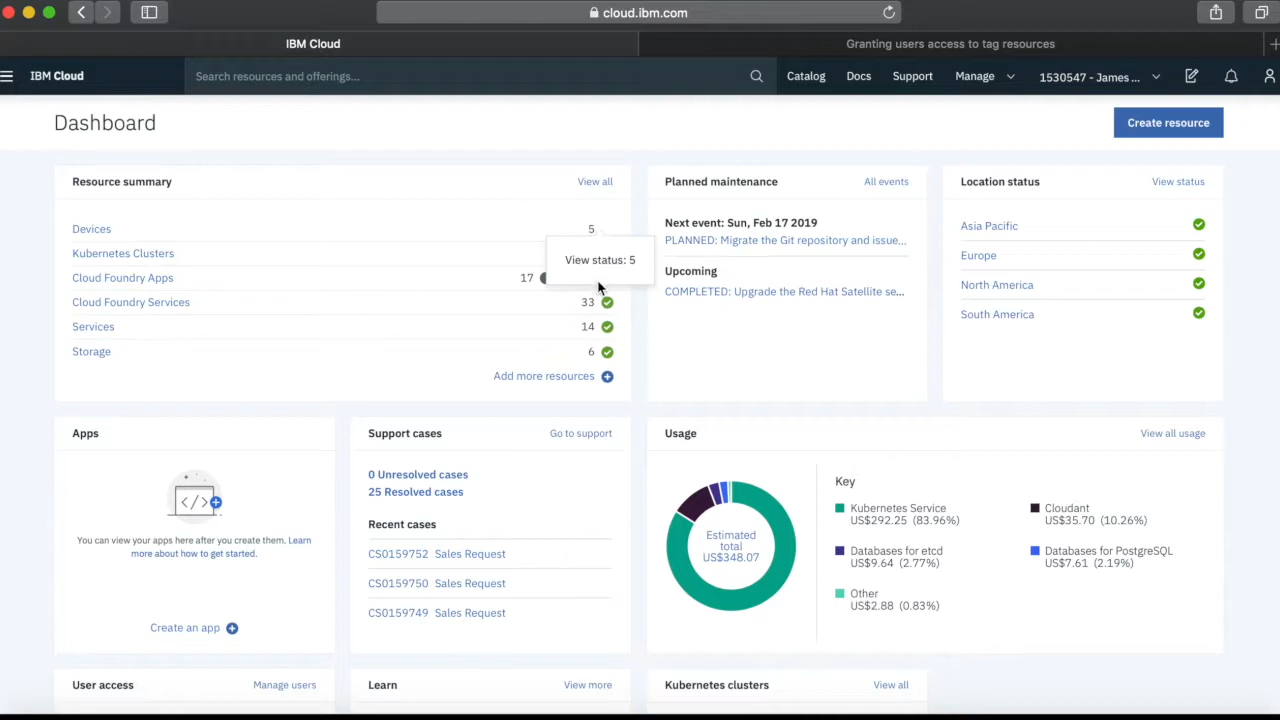 cloud.ibm.com
IBM Cloud
Granting users access to tag resources
IBM Cloud
Search resources and offerings...
Catalog
Docs
Support
Manage
1530547 - James ...
Dashboard
Create resource
Resource summary
View all
Devices
5
Kubernetes Clusters
Cloud Foundry Apps
17
Cloud Foundry Services
33
Services
14
Storage
6
Add more resources
View status: 5
Planned maintenance
All events
Next event: Sun, Feb 17 2019
PLANNED: Migrate the Git repository and issue...
Upcoming
COMPLETED: Upgrade the Red Hat Satellite se...
Location status
View status
Asia Pacific
Europe
North America
South America
Apps
</>
You can view your apps here after you create them. Learn
more about how to get started.
Create an app
Support cases
Go to support
0 Unresolved cases
25 Resolved cases
Recent cases
CS0159752 Sales Request
CS0159750 Sales Request
CS0159749 Sales Request
Usage
View all usage
Estimated
total
US$348.07
Key
Kubernetes Service
US$292.25 (83.96%)
Cloudant
US$35.70 (10.26%)
Databases for etcd
US$9.64 (2.77%)
Databases for PostgreSQL
US$7.61 (2.19%)
Other
US$2.88 (0.83%)
User access
Manage users
Learn
View more
Kubernetes clusters
View all